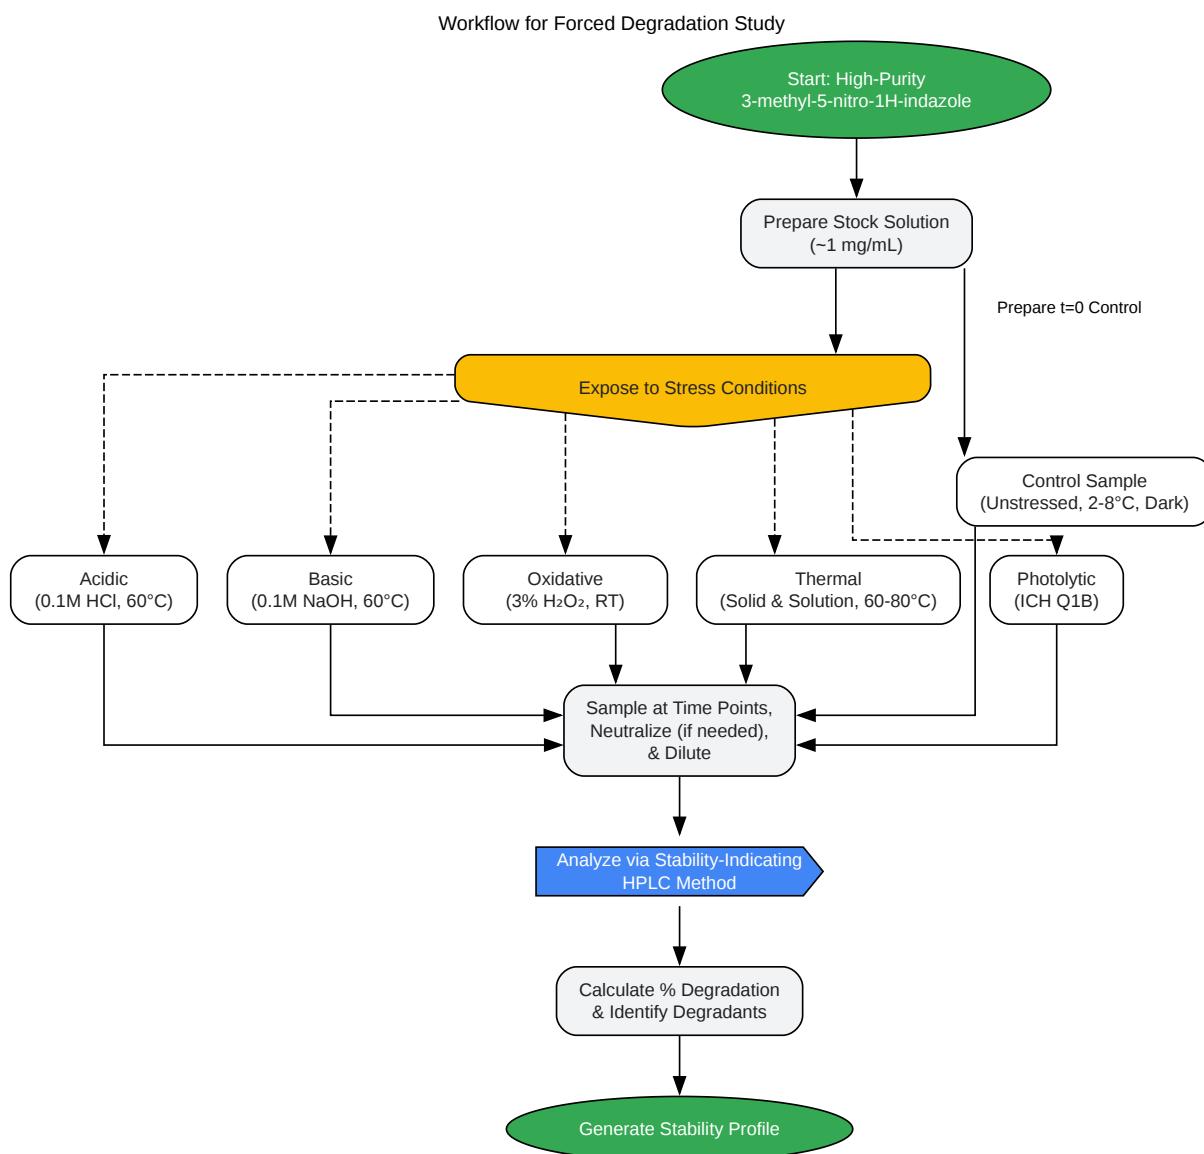 Workflow for Forced Degradation Study
Start: High-Purity
3-methyl-5-nitro-1H-indazole
Prepare Stock Solution
(~1 mg/mL)
Prepare t=0 Control
Expose to Stress Conditions
Control Sample
(Unstressed, 2-8°C, Dark)
Acidic
(0.1M HCl, 60°C)
Basic
(0.1M NaOH, 60°C)
Oxidative
(3% H₂O₂, RT)
Thermal
(Solid & Solution, 60-80°C)
Photolytic
(ICH Q1B)
Sample at Time Points,
Neutralize (if needed),
& Dilute
Analyze via Stability-Indicating
HPLC Method
Calculate % Degradation
& Identify Degradants
Generate Stability Profile